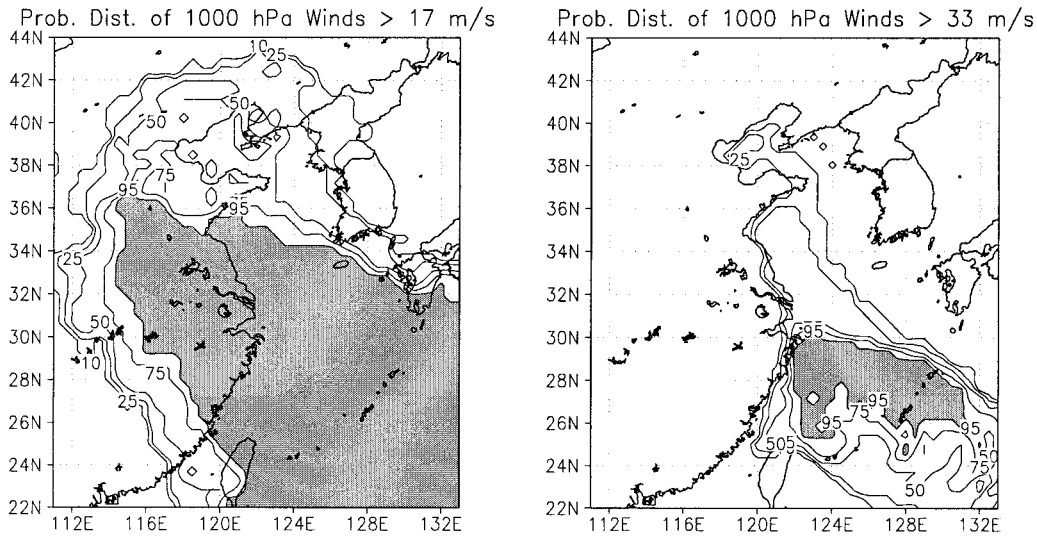 Prob. Dist. of 1000 hPa Winds > 17 m/s
44N
42N
40N
38N
36N
34N
32N
30N
28N
26N
24N
22N
112E 116E 120E 124E 128E 132E
10
25
50
50
75
95
95
25
50
10
75
25
Prob. Dist. of 1000 hPa Winds > 33 m/s
44N
42N
40N
38N
36N
34N
32N
30N
28N
26N
24N
22N
112E 116E 120E 124E 128E 132E
25
95
95
75
95
95
50
75
50